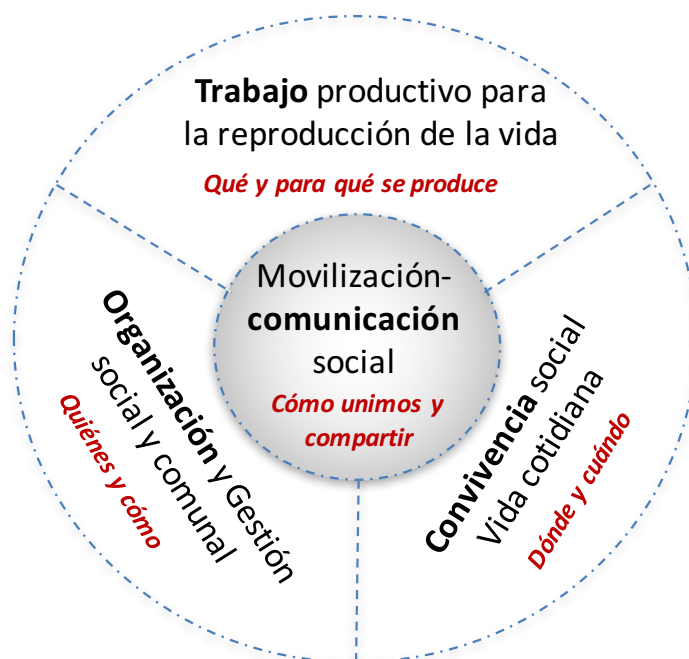 Trabajo productivo para
la reproducción de la vida
Qué y para qué se produce
Movilización-
comunicación
social
Cómo unimos y
compartir
Organización y Gestión
social y comunal
Quiénes y cómo
Convivencia social
Vida cotidiana
Dónde y cuándo